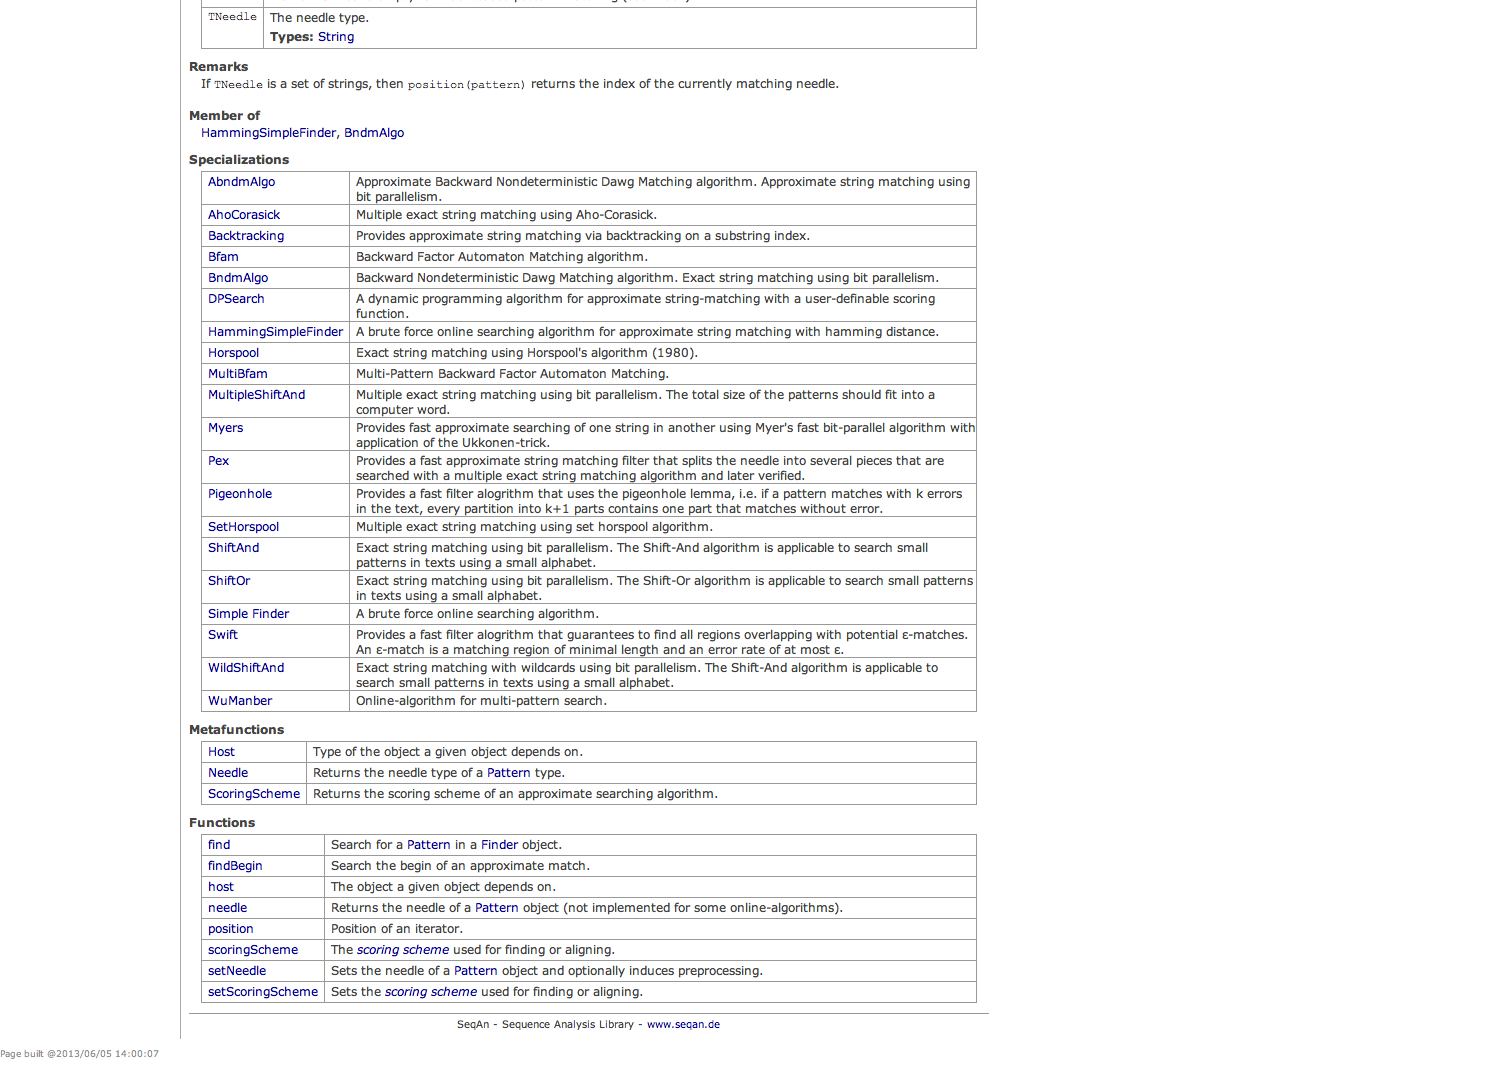 TNeedle The needle type.
Types: String
Remarks
If TNeedle is a set of strings, then position(pattern) returns the index of the currently matching needle.
Member of
HammingSimpleFinder, BndmAlgo
Specializations
AbndmAlgo Approximate Backward Nondeterministic Dawg Matching algorithm. Approximate string matching using
bit parallelism.
AhoCorasick Multiple exact string matching using Aho-Corasick.
Backtracking Provides approximate string matching via backtracking on a substring index.
Bfam Backward Factor Automaton Matching algorithm.
BndmAlgo Backward Nondeterministic Dawg Matching algorithm. Exact string matching using bit parallelism.
DPSearch A dynamic programming algorithm for approximate string-matching with a user-definable scoring
function.
HammingSimpleFinder A brute force online searching algorithm for approximate string matching with hamming distance.
Horspool Exact string matching using Horspool's algorithm (1980).
MultiBfam Multi-Pattern Backward Factor Automaton Matching.
MultipleShiftAnd Multiple exact string matching using bit parallelism. The total size of the patterns should fit into a
computer word.
Myers Provides fast approximate searching of one string in another using Myer's fast bit-parallel algorithm with
application of the Ukkonen-trick.
Pex Provides a fast approximate string matching filter that splits the needle into several pieces that are
searched with a multiple exact string matching algorithm and later verified.
Pigeonhole Provides a fast filter alogrithm that uses the pigeonhole lemma, i.e. if a pattern matches with k errors
in the text, every partition into k+1 parts contains one part that matches without error.
SetHorspool Multiple exact string matching using set horspool algorithm.
ShiftAnd Exact string matching using bit parallelism. The Shift-And algorithm is applicable to search small
patterns in texts using a small alphabet.
ShiftOr Exact string matching using bit parallelism. The Shift-Or algorithm is applicable to search small patterns
in texts using a small alphabet.
Simple Finder A brute force online searching algorithm.
Swift Provides a fast filter alogrithm that guarantees to find all regions overlapping with potential ε-matches.
An ε-match is a matching region of minimal length and an error rate of at most ε.
WildShiftAnd Exact string matching with wildcards using bit parallelism. The Shift-And algorithm is applicable to
search small patterns in texts using a small alphabet.
WuManber Online-algorithm for multi-pattern search.
Metafunctions
Host Type of the object a given object depends on.
Needle Returns the needle type of a Pattern type.
ScoringScheme Returns the scoring scheme of an approximate searching algorithm.
Functions
find Search for a Pattern in a Finder object.
findBegin Search the begin of an approximate match.
host The object a given object depends on.
needle Returns the needle of a Pattern object (not implemented for some online-algorithms).
position Position of an iterator.
scoringScheme The scoring scheme used for finding or aligning.
setNeedle Sets the needle of a Pattern object and optionally induces preprocessing.
setScoringScheme Sets the scoring scheme used for finding or aligning.
SeqAn - Sequence Analysis Library - www.seqan.de
Page built @2013/06/05 14:00:07